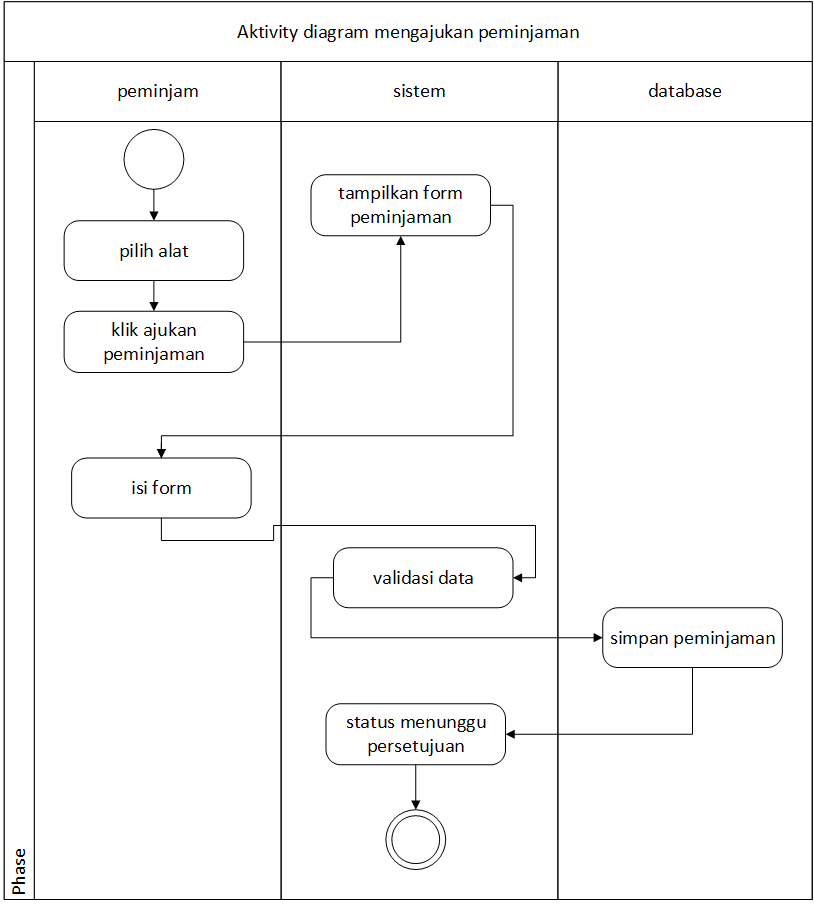 Aktivity diagram mengajukan peminjaman
peminjam
sistem
database
tampilkan form
peminjaman
pilih alat
klik ajukan
peminjaman
isi form
validasi data
simpan peminjaman
status menunggu
persetujuan
Phase